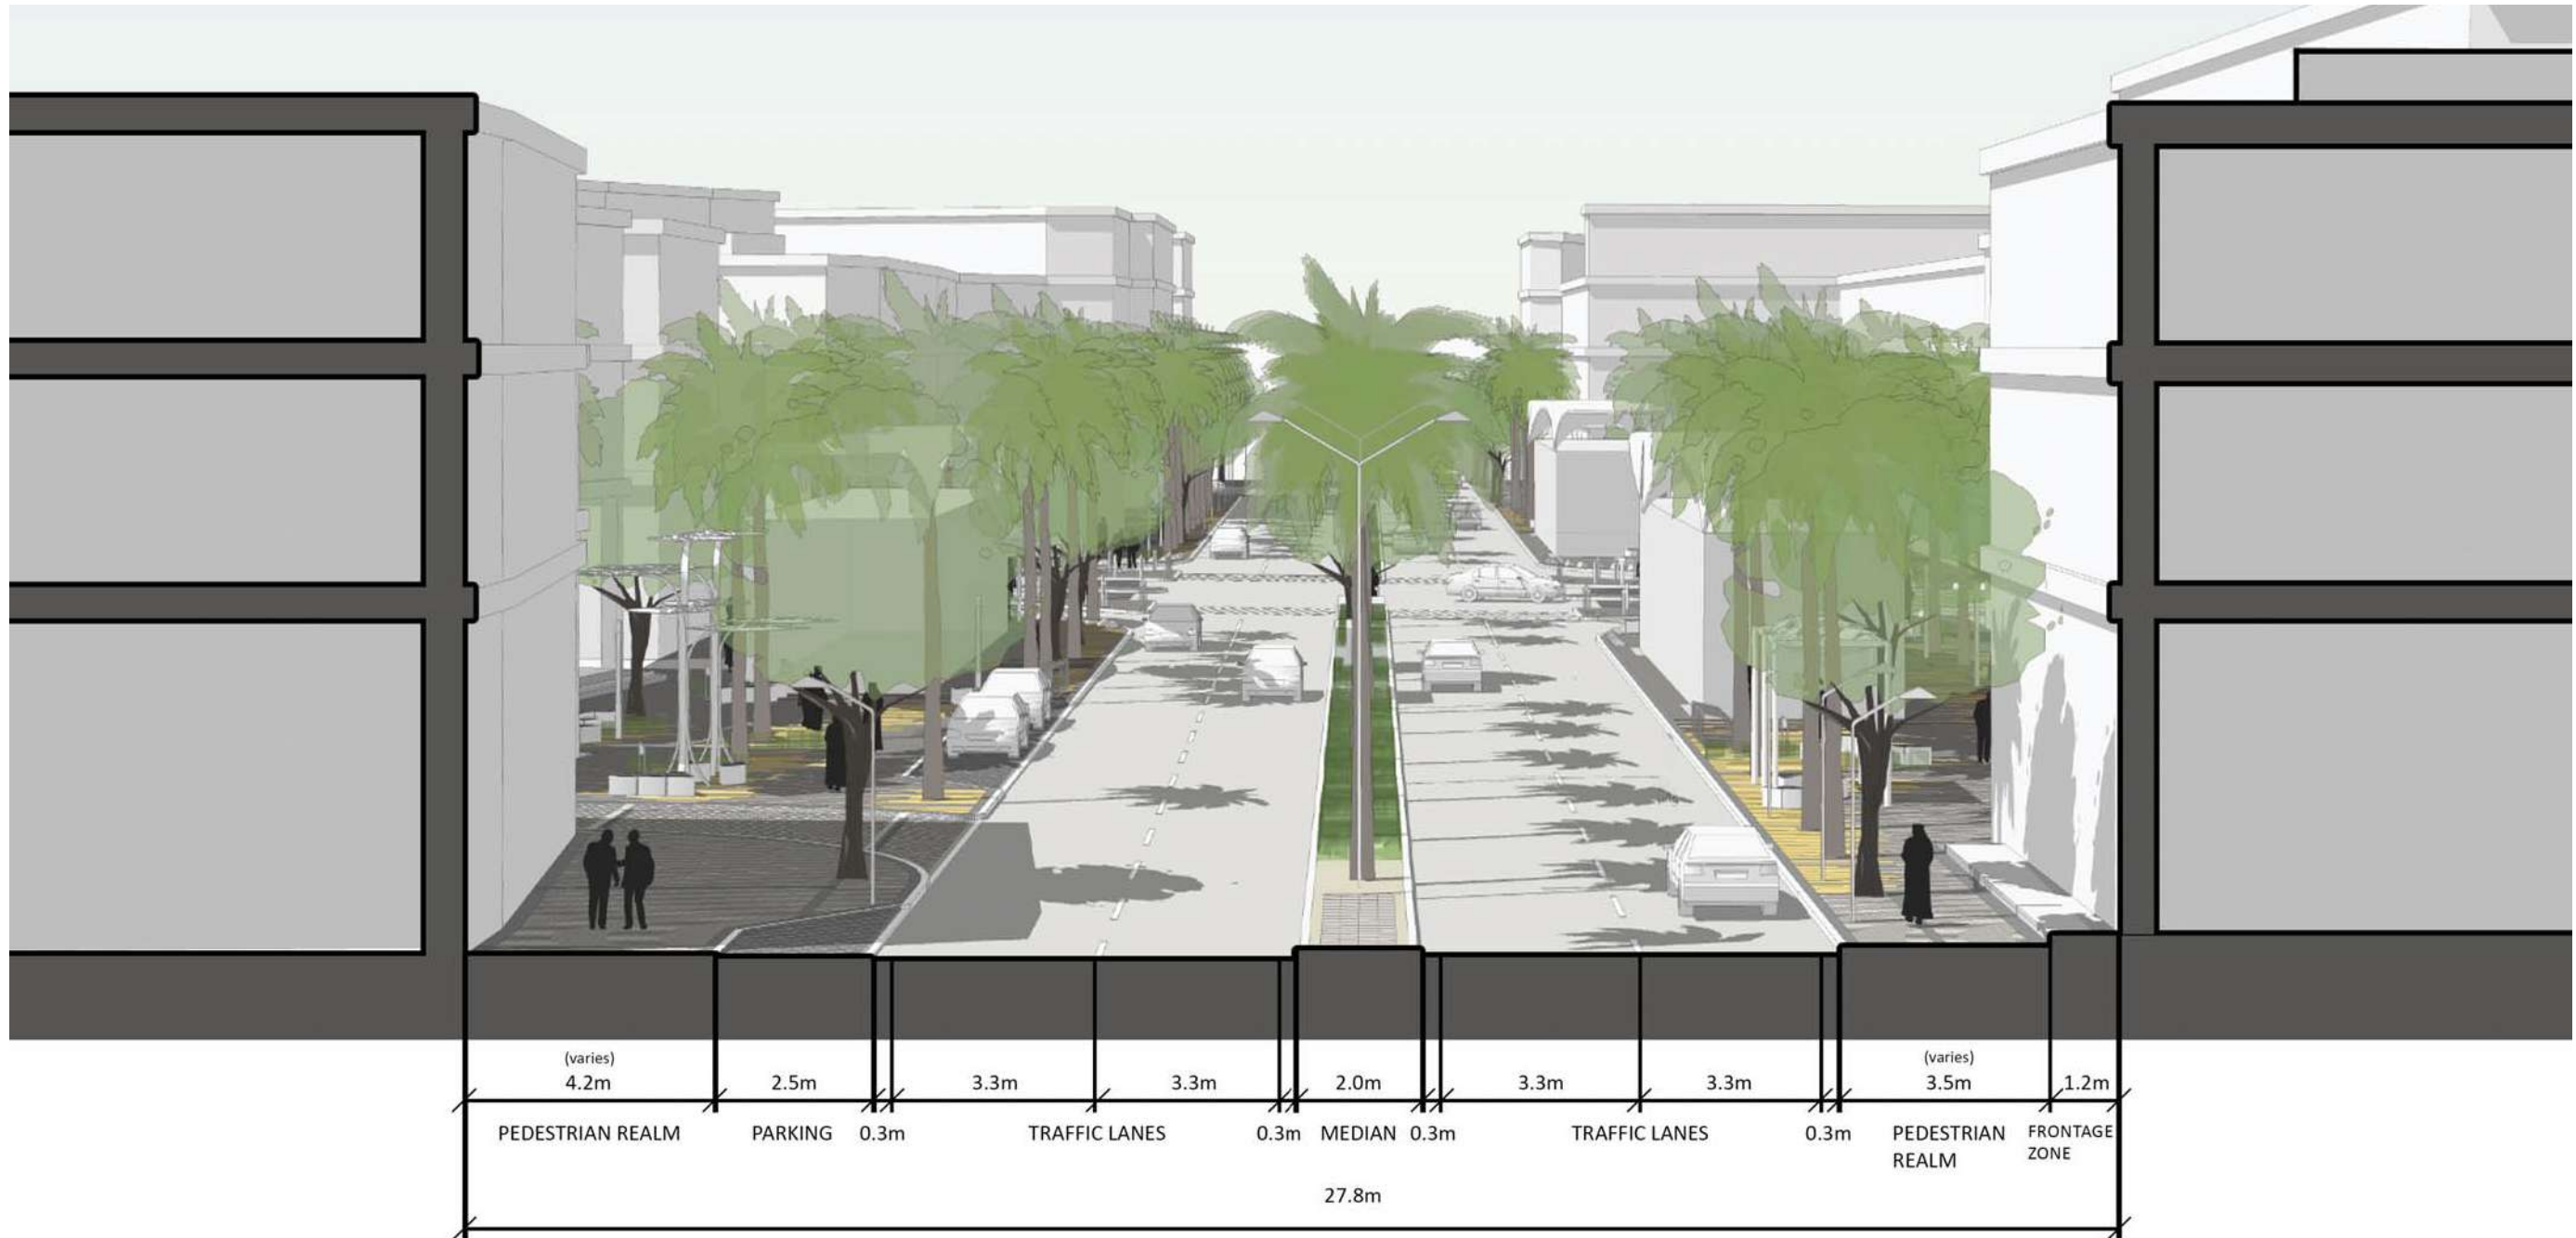 (varies) (varies)
4.2m 2.5m 3.3m 3.3m 2.0m 3.3m 3.3m 3.5m 1.2m
PEDESTRIAN REALM PARKING 0.3m TRAFFIC LANES 0.3m MEDIAN 0.3m TRAFFIC LANES 0.3m PEDESTRIAN REALM FRONTAGE ZONE
27.8m